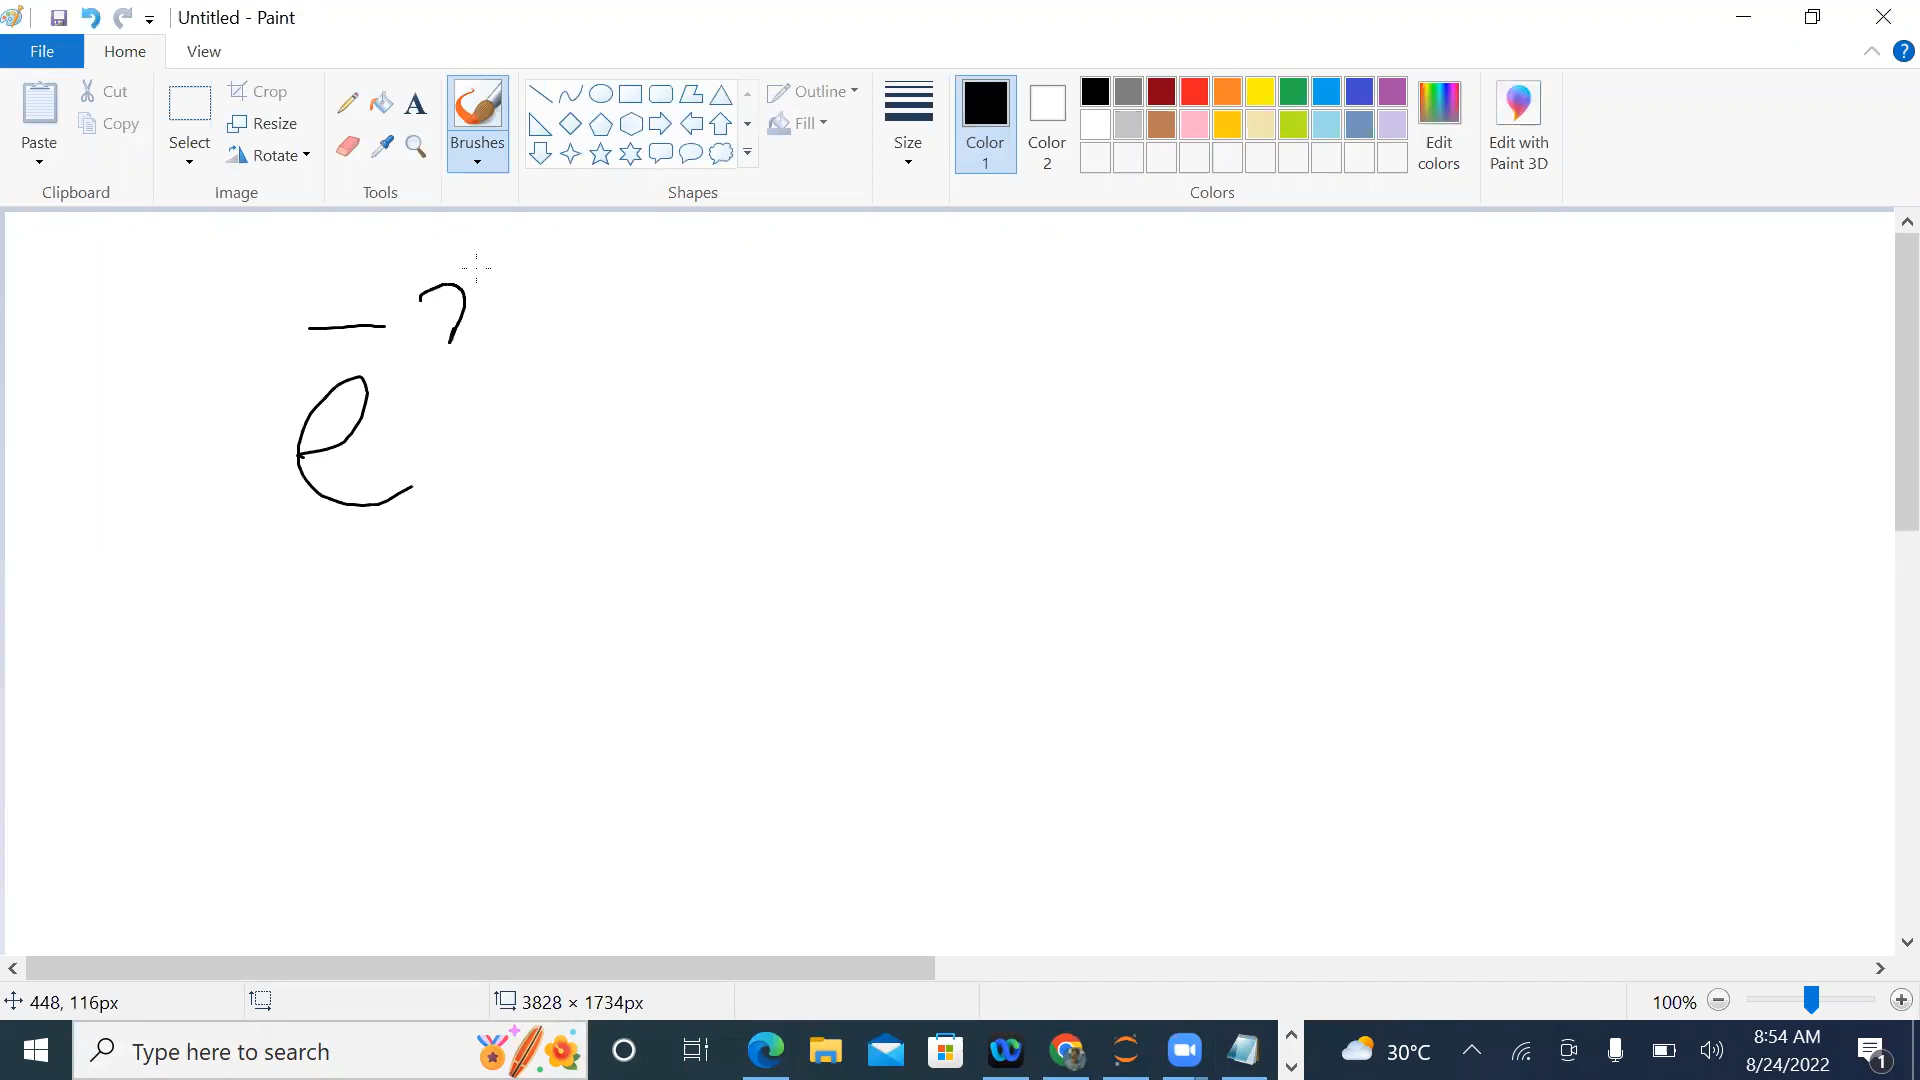 Untitled - Paint
File Home View
Paste
Cut
Copy
Clipboard
Select
Crop
Resize
Rotate
Image
Tools
Brushes
Shapes
Outline
Fill
Size
Color 1
Color 2
Colors
Edit colors
Edit with Paint 3D
-
e
448, 116px
3828 × 1734px
100%
Type here to search
30°C
8:54 AM
8/24/2022
1